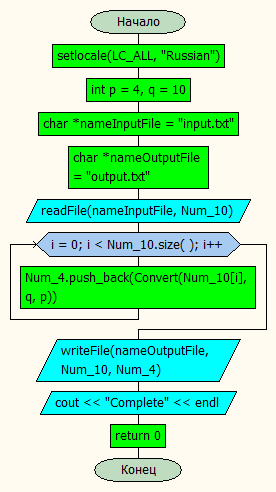 Начало
setlocale(LC_ALL, "Russian")
int p = 4, q = 10
char *nameInputFile = "input.txt"
char *nameOutputFile
= "output.txt"
readFile(nameInputFile, Num_10)
i = 0; i < Num_10.size( ); i++
Num_4.push_back(Convert(Num_10[i],
q, p))
writeFile(nameOutputFile,
Num_10, Num_4)
cout << "Complete" << endl
return 0
Конец